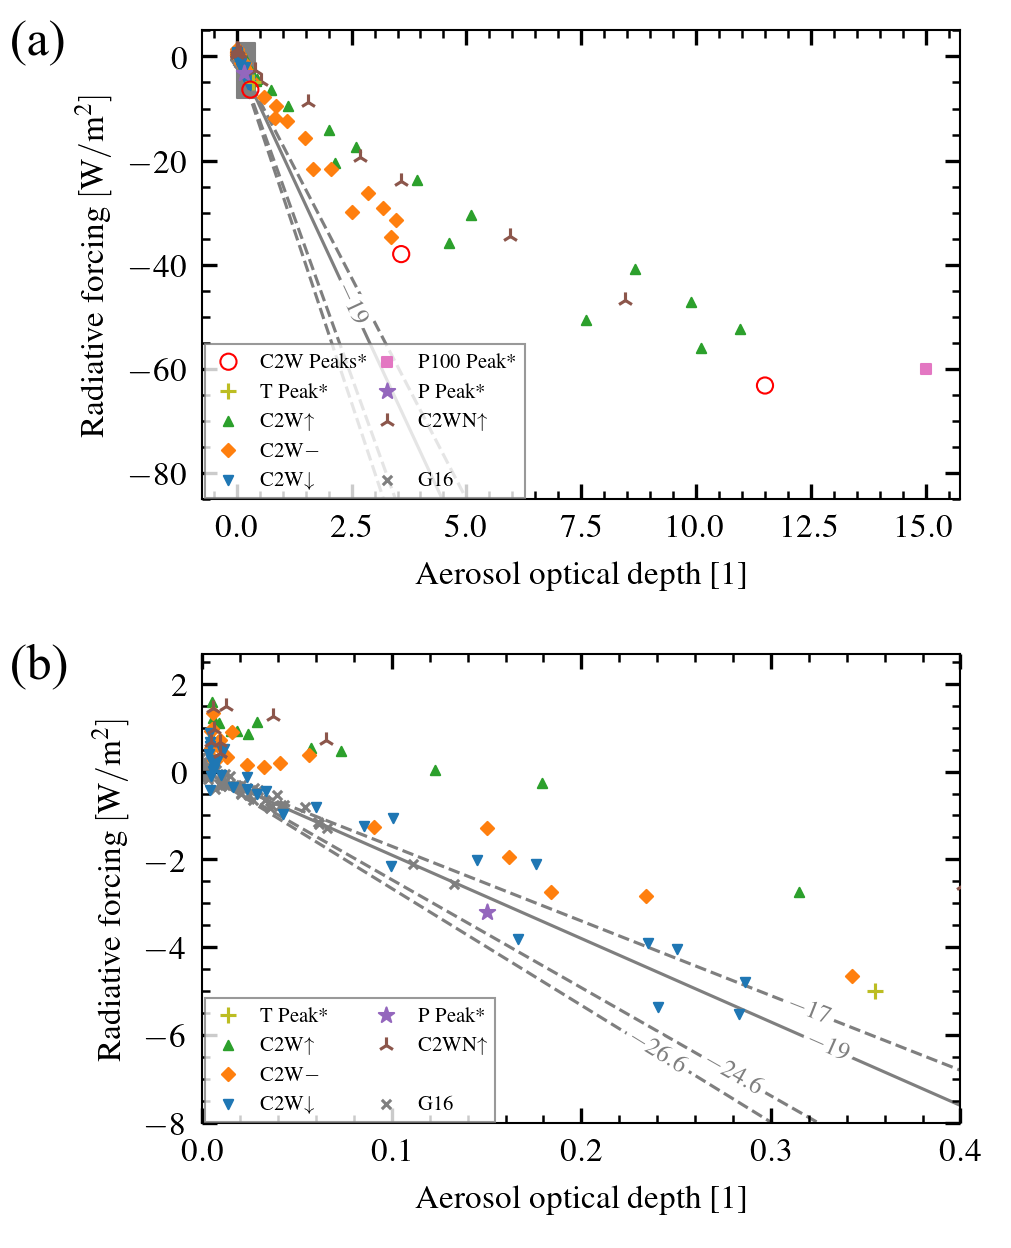 (a)
0
−20
−40
−60
−80
Radiative forcing [W/m²]
−19
C2W Peaks*
T Peak*
C2W↑
C2W−
C2W↓
P100 Peak*
P Peak*
C2WN↑
G16
0.0 2.5 5.0 7.5 10.0 12.5 15.0
Aerosol optical depth [1]
(b)
2
0
−2
−4
−6
−8
Radiative forcing [W/m²]
−17
−19
−26.6
−24.6
T Peak*
C2W↑
C2W−
C2W↓
P Peak*
C2WN↑
G16
0.0 0.1 0.2 0.3 0.4
Aerosol optical depth [1]